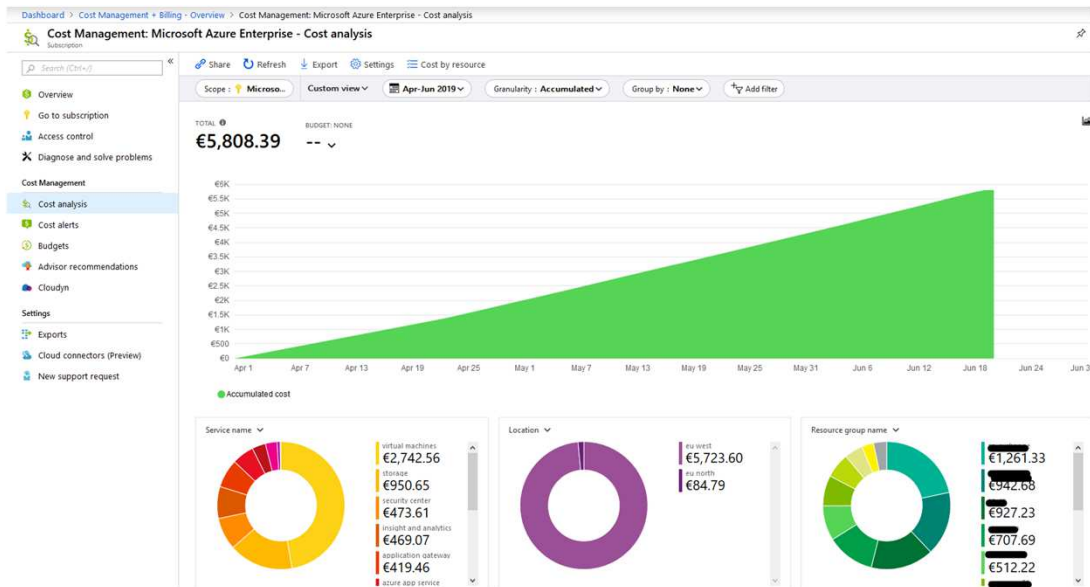 Dashboard > Cost Management + Billing - Overview > Cost Management: Microsoft Azure Enterprise - Cost analysis
Cost Management: Microsoft Azure Enterprise - Cost analysis
Subscription
Search (Ctrl+/)
«
Overview
Go to subscription
Access control
Diagnose and solve problems
Cost Management
Cost analysis
Cost alerts
Budgets
Advisor recommendations
Cloudyn
Settings
Exports
Cloud connectors (Preview)
New support request
Share Refresh Export Settings Cost by resource
Scope : Microso... Custom view Apr-Jun 2019 Granularity : Accumulated Group by : None Add filter
TOTAL BUDGET: NONE
€5,808.39 --
€6K
€5.5K
€5K
€4.5K
€4K
€3.5K
€3K
€2.5K
€2K
€1.5K
€1K
€500
€0
Apr 1 Apr 7 Apr 13 Apr 19 Apr 25 May 1 May 7 May 13 May 19 May 25 May 31 Jun 6 Jun 12 Jun 18 Jun 24 Jun 3
Accumulated cost
Service name
virtual machines
€2,742.56
storage
€950.65
security center
€473.61
insight and analytics
€469.07
application gateway
€419.46
azure app service
Location
eu west
€5,723.60
eu north
€84.79
Resource group name
€1,261.33
€942.68
€927.23
€707.69
€512.22